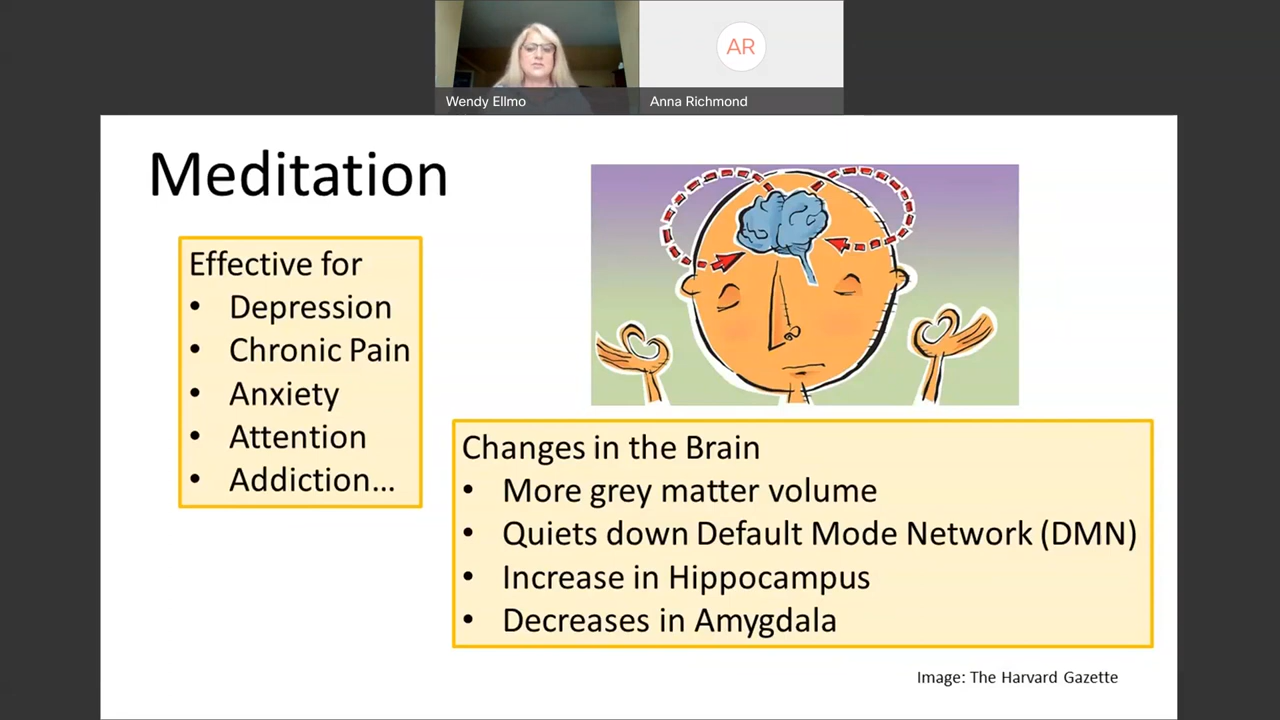 AR
Wendy Ellmo
Anna Richmond
Meditation
Effective for
• Depression
• Chronic Pain
• Anxiety
• Attention
• Addiction...
Changes in the Brain
• More grey matter volume
• Quiets down Default Mode Network (DMN)
• Increase in Hippocampus
• Decreases in Amygdala
Image: The Harvard Gazette